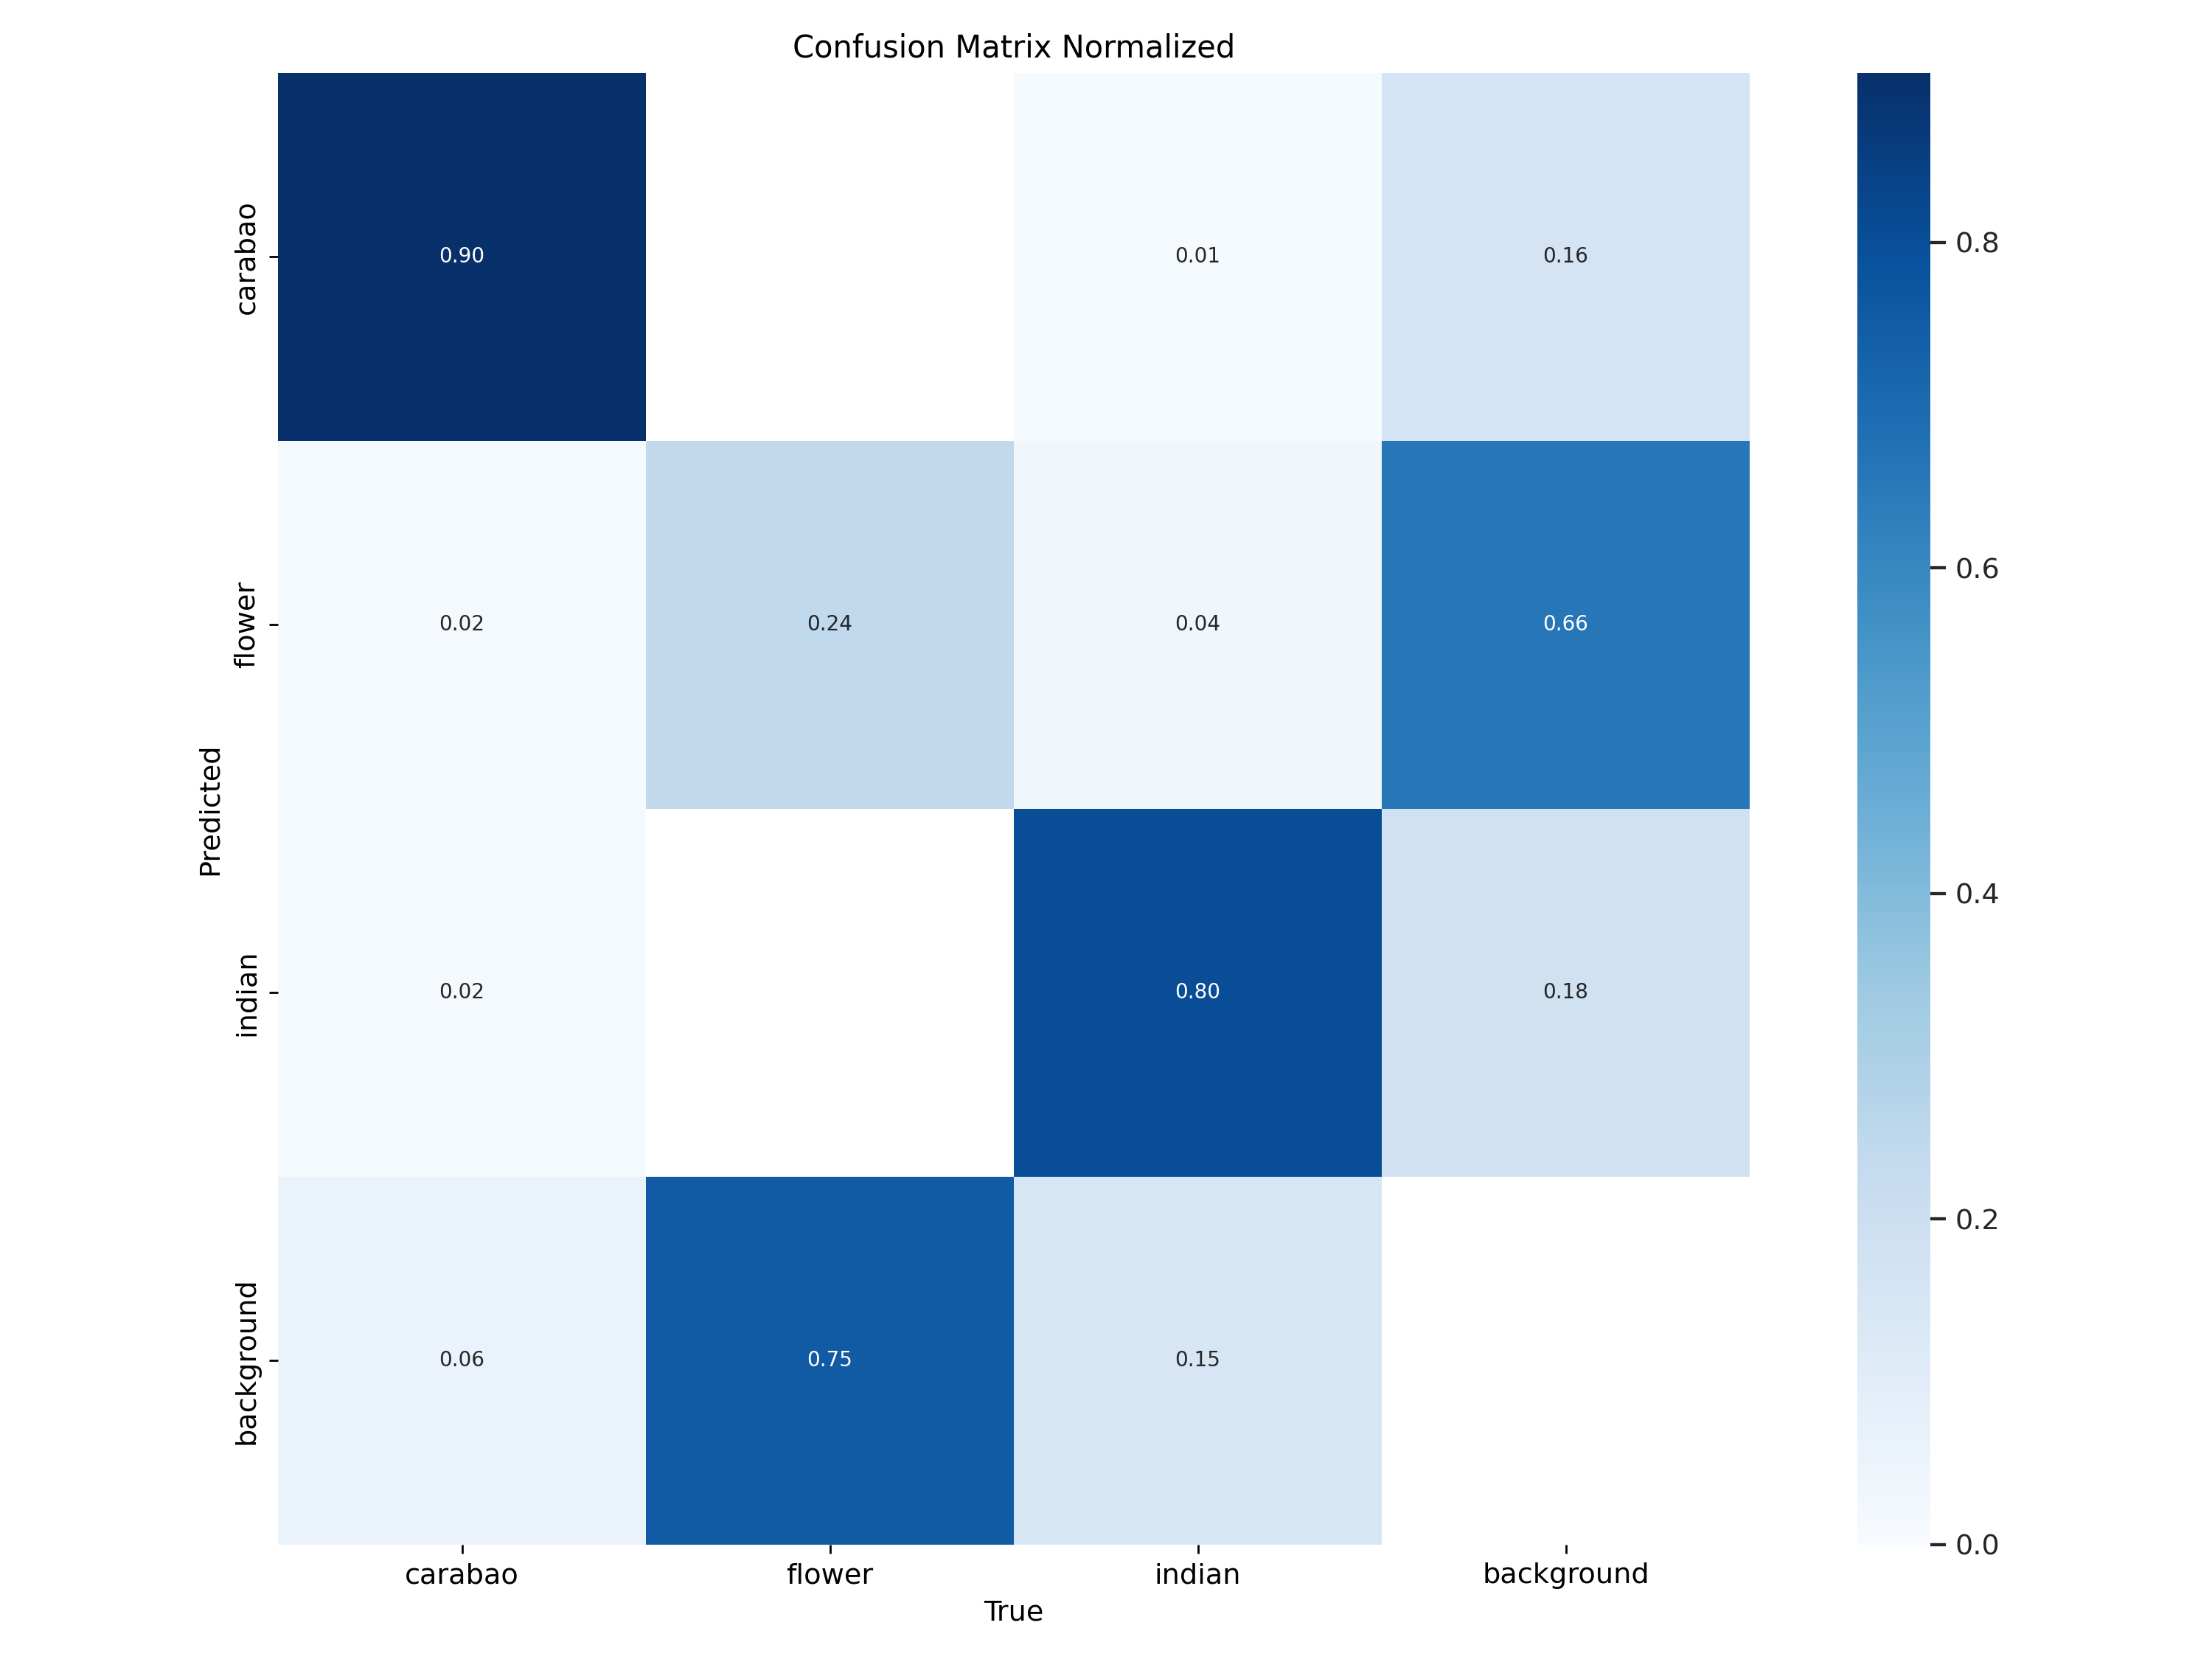 Confusion Matrix Normalized
carabao
0.90
0.01
0.16
flower
0.02
0.24
0.04
0.66
indian
0.02
0.80
0.18
background
0.06
0.75
0.15
Predicted
carabao
flower
indian
background
True
0.8
0.6
0.4
0.2
0.0